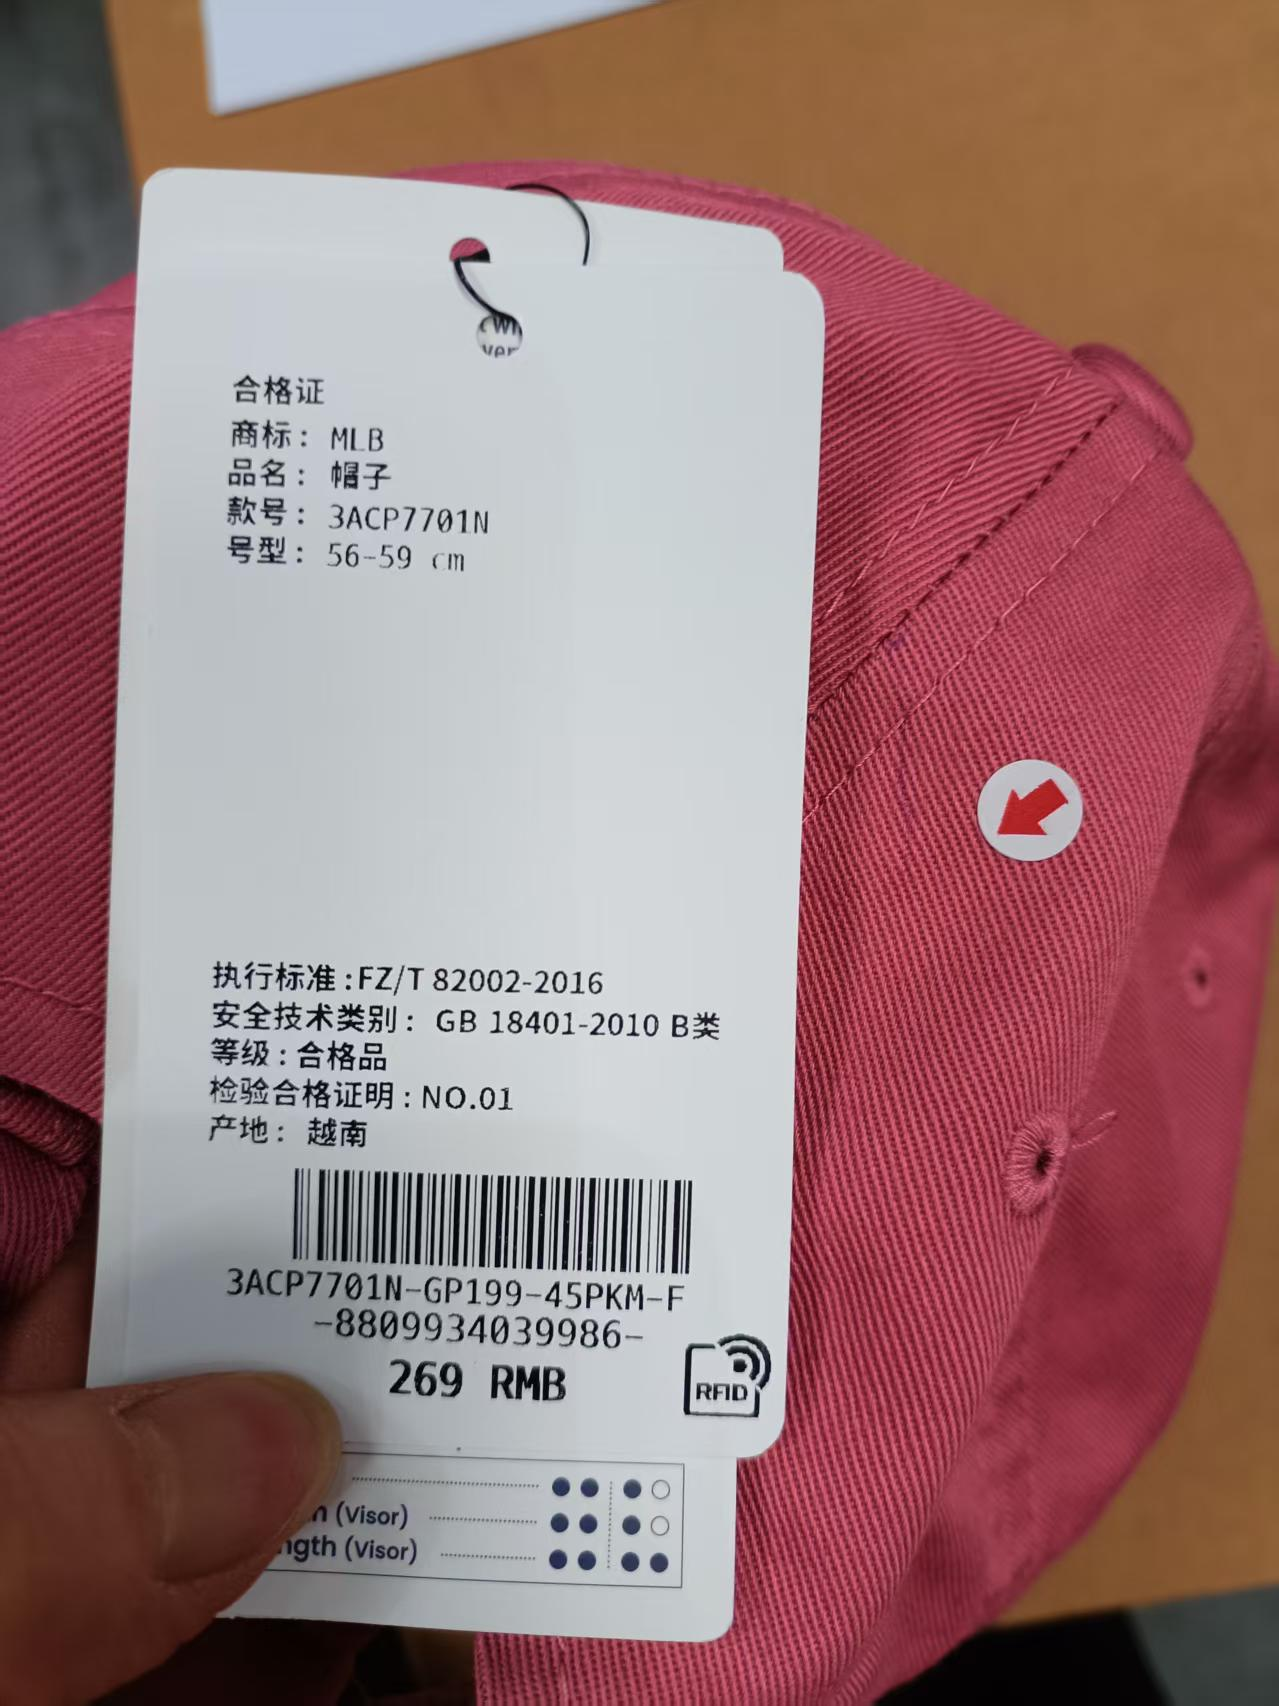 合格证
商标： MLB
品名： 帽子
款号： 3ACP7701N
号型： 56-59 cm
执行标准:FZ/T 82002-2016
安全技术类别： GB 18401-2010 B类
等级:合格品
检验合格证明:NO.01
产地： 越南
3ACP7701N-GP199-45PKM-F
-8809934039986-
269 RMB
RFID
(Visor)
(Visor)